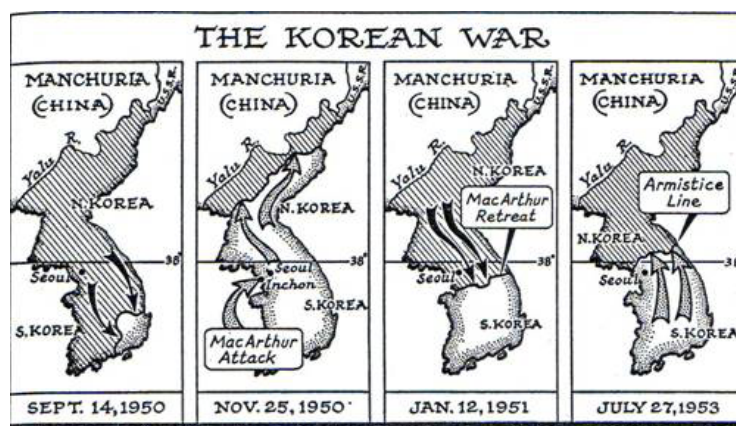 THE KOREAN WAR
MANCHURIA
(CHINA)
U.S.S.R.
Yalu R.
N. KOREA
38°
Seoul
S. KOREA
SEPT. 14, 1950
MANCHURIA
(CHINA)
U.S.S.R.
Yalu R.
N. KOREA
38°
Seoul
Inchon
S. KOREA
MacArthur
Attack
NOV. 25, 1950
MANCHURIA
(CHINA)
U.S.S.R.
Yalu R.
N. KOREA
MacArthur
Retreat
38°
Seoul
S. KOREA
JAN. 12, 1951
MANCHURIA
(CHINA)
U.S.S.R.
Yalu R.
Armistice
Line
N. KOREA
38°
Seoul
S. KOREA
JULY 27, 1953